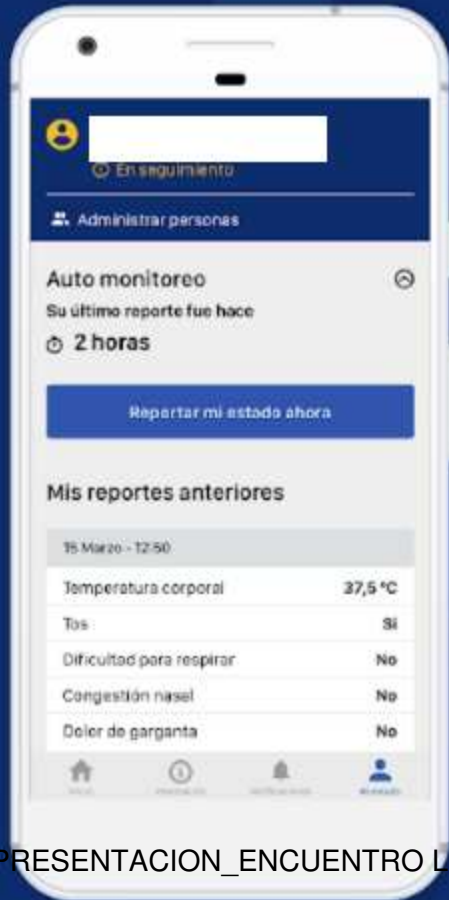 En seguimiento
Administrar personas
Auto monitoreo
Su último reporte fue hace
2 horas
Reportar mi estado ahora
Mis reportes anteriores
15 Marzo - 12:50
Temperatura corporal 37,5 °C
Tos Si
Dificultad para respirar No
Congestión nasal No
Dolor de garganta No
PRESENTACION_ENCUENTRO L